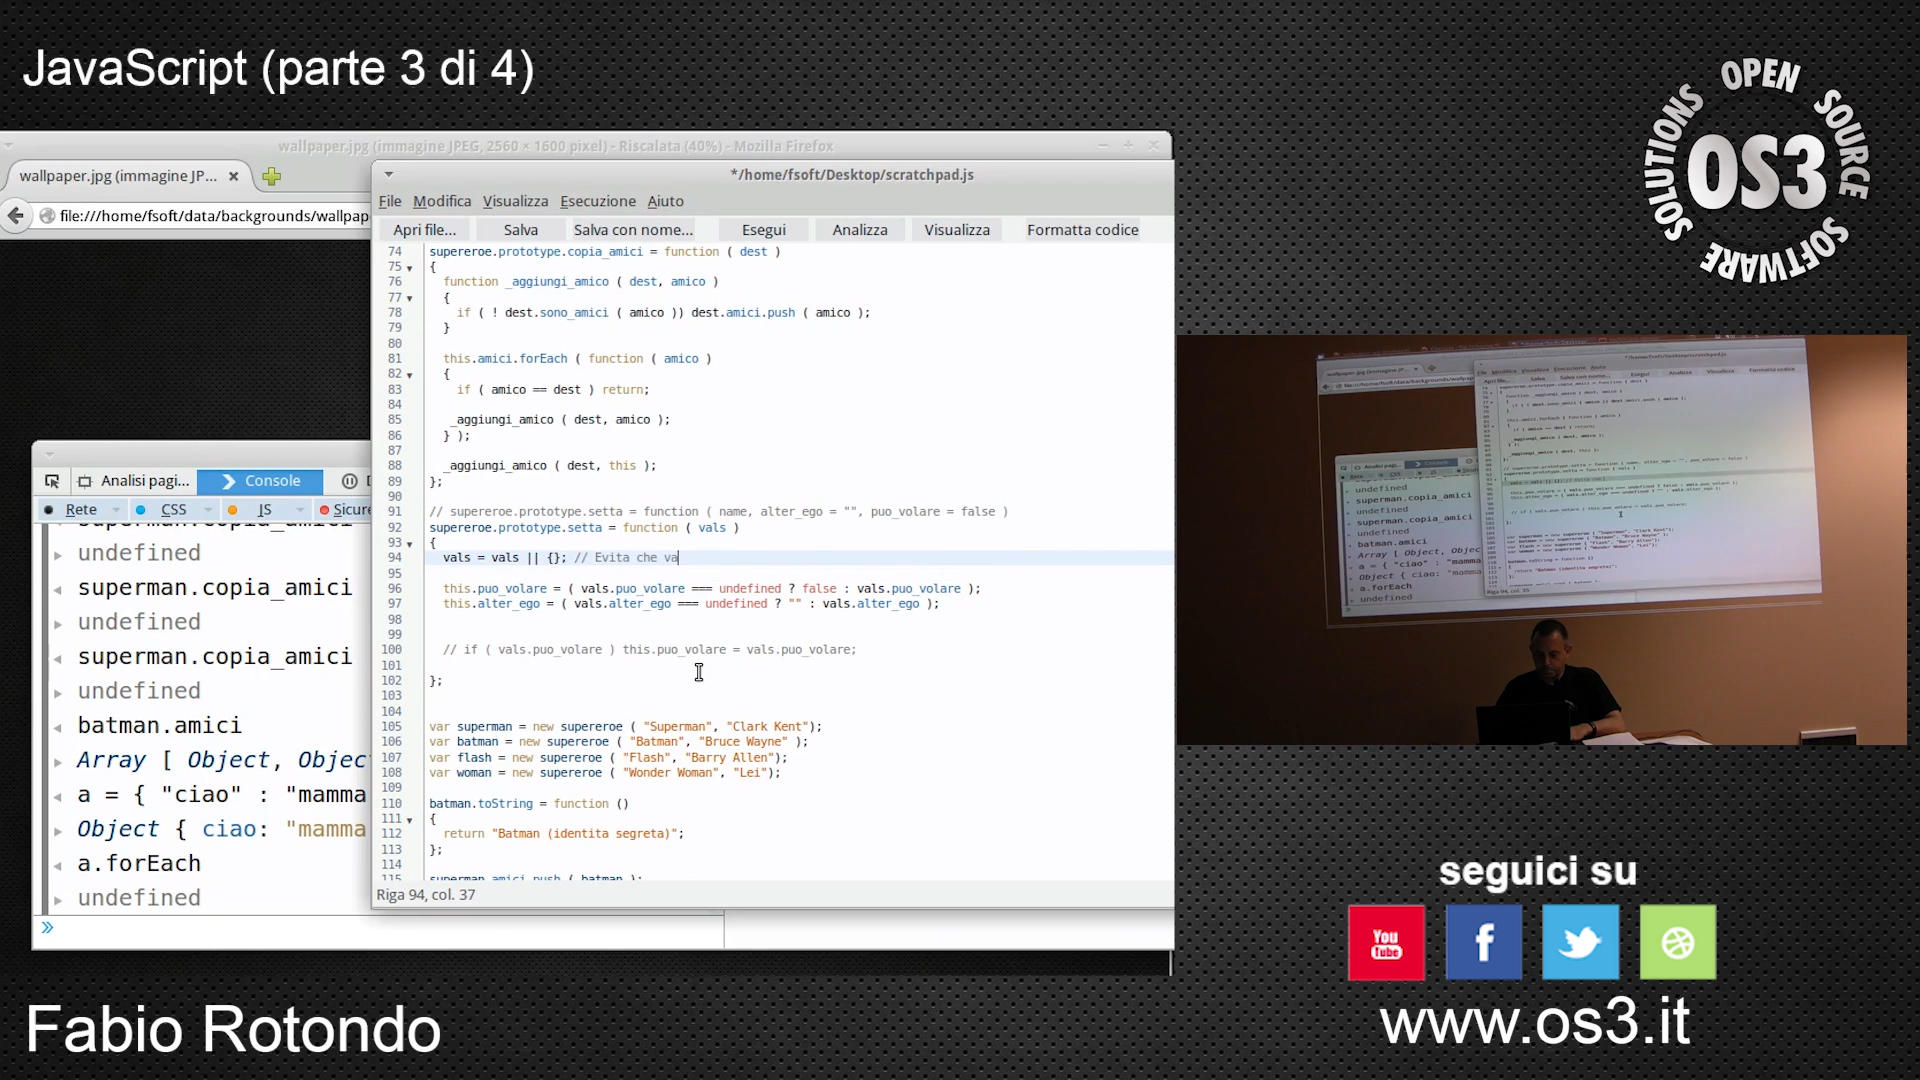 JavaScript (parte 3 di 4)
OPEN SOURCE SOFTWARE SOLUTIONS
OS3
wallpaper.jpg (immagine JPEG, 2560 × 1600 pixel) - Riscalata (40%) - Mozilla Firefox
wallpaper.jpg (immagine JP...
file:///home/fsoft/data/backgrounds/wallpap
*/home/fsoft/Desktop/scratchpad.js
File Modifica Visualizza Esecuzione Aiuto
Apri file... Salva Salva con nome... Esegui Analizza Visualizza Formatta codice
74 supereroe.prototype.copia_amici = function ( dest )
75 {
76 function _aggiungi_amico ( dest, amico )
77 {
78 if ( ! dest.sono_amici ( amico )) dest.amici.push ( amico );
79 }
80
81 this.amici.forEach ( function ( amico )
82 {
83 if ( amico == dest ) return;
84
85 _aggiungi_amico ( dest, amico );
86 } );
87
88 _aggiungi_amico ( dest, this );
89 };
90
91 // supereroe.prototype.setta = function ( name, alter_ego = "", puo_volare = false )
92 supereroe.prototype.setta = function ( vals )
93 {
94 vals = vals || {}; // Evita che va
95
96 this.puo_volare = ( vals.puo_volare === undefined ? false : vals.puo_volare );
97 this.alter_ego = ( vals.alter_ego === undefined ? "" : vals.alter_ego );
98
99
100 // if ( vals.puo_volare ) this.puo_volare = vals.puo_volare;
101
102 };
103
104
105 var superman = new supereroe ( "Superman", "Clark Kent");
106 var batman = new supereroe ( "Batman", "Bruce Wayne" );
107 var flash = new supereroe ( "Flash", "Barry Allen");
108 var woman = new supereroe ( "Wonder Woman", "Lei");
109
110 batman.toString = function ()
111 {
112 return "Batman (identita segreta)";
113 };
114
115 superman.amici.push ( batman );
Riga 94, col. 37
Analisi pagi... Console D
Rete CSS JS Sicure
superman.copia_amici
undefined
superman.copia_amici
undefined
superman.copia_amici
undefined
batman.amici
Array [ Object, Objec
a = { "ciao" : "mamma
Object { ciao: "mamma
a.forEach
undefined
seguici su
You Tube
f
Fabio Rotondo
www.os3.it